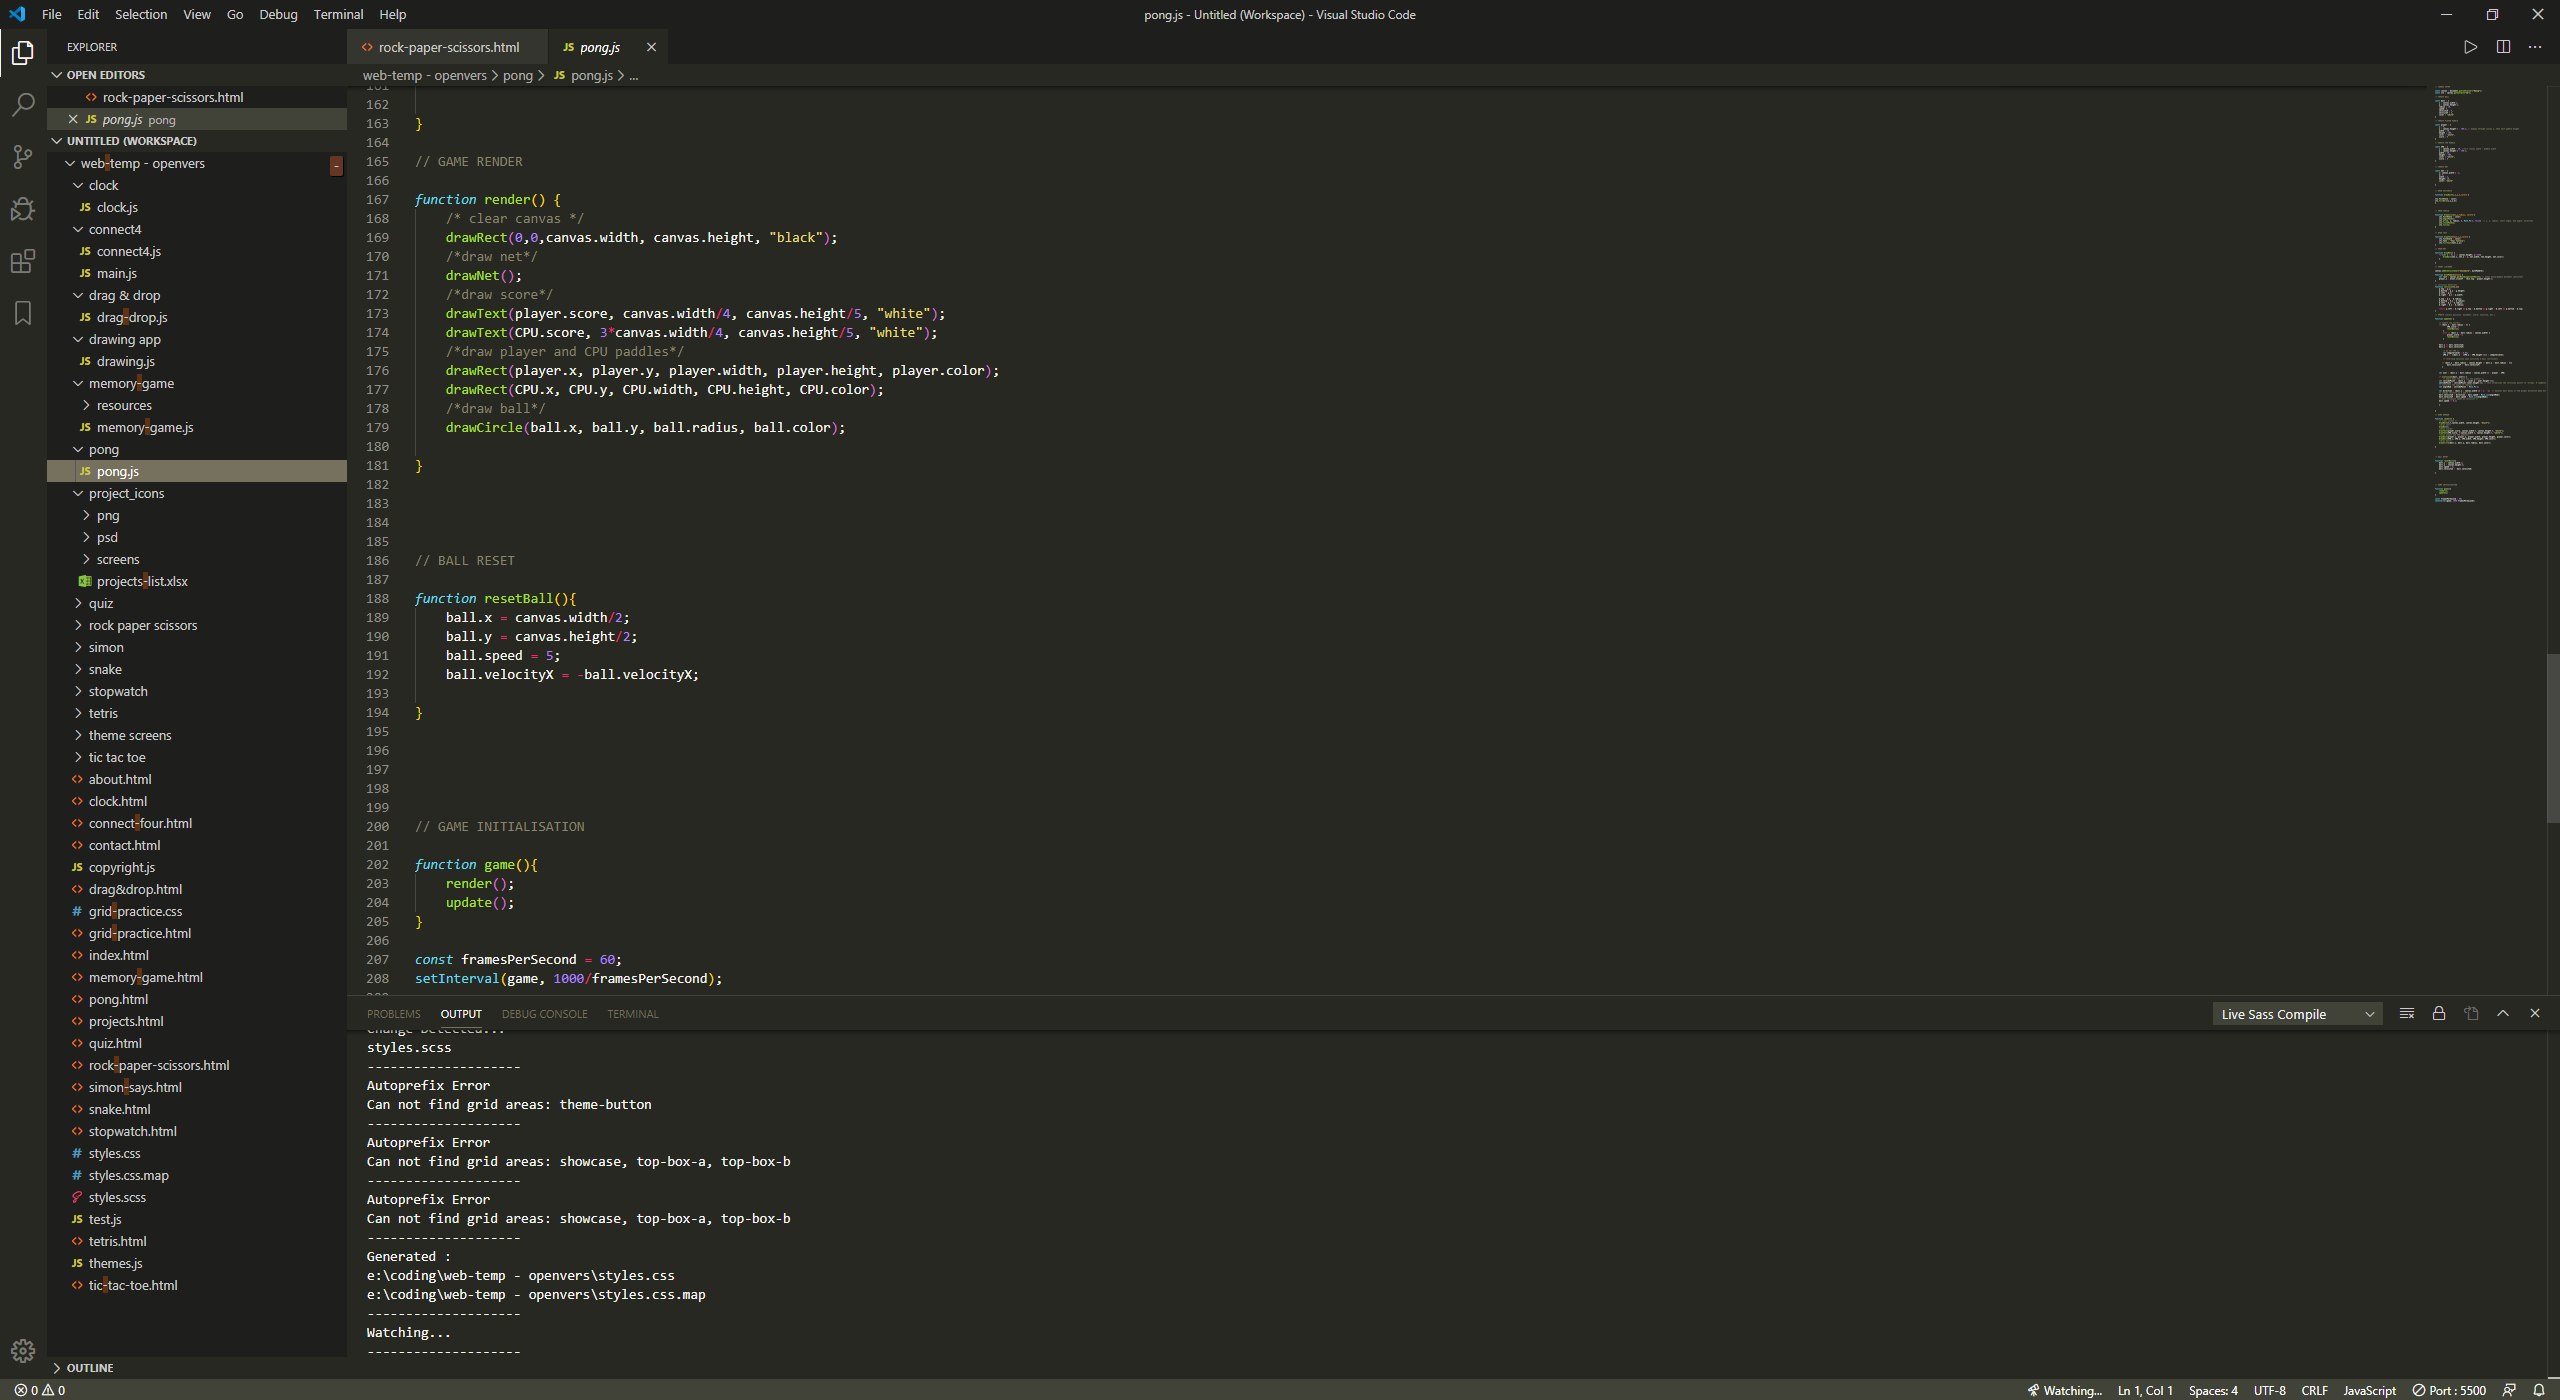 File Edit Selection View Go Debug Terminal Help
pong.js - Untitled (Workspace) - Visual Studio Code
EXPLORER
OPEN EDITORS
rock-paper-scissors.html
pong.js pong
UNTITLED (WORKSPACE)
web-temp - openvers
clock
JS clock.js
connect4
JS connect4.js
JS main.js
drag & drop
JS drag-drop.js
drawing app
JS drawing.js
memory-game
resources
JS memory-game.js
pong
JS pong.js
project_icons
png
psd
screens
projects-list.xlsx
quiz
rock paper scissors
simon
snake
stopwatch
tetris
theme screens
tic tac toe
about.html
clock.html
connect-four.html
contact.html
JS copyright.js
drag&drop.html
# grid-practice.css
grid-practice.html
index.html
memory-game.html
pong.html
projects.html
quiz.html
rock-paper-scissors.html
simon-says.html
snake.html
stopwatch.html
# styles.css
# styles.css.map
styles.scss
JS test.js
tetris.html
JS themes.js
tic-tac-toe.html
OUTLINE
rock-paper-scissors.html JS pong.js
web-temp - openvers > pong > JS pong.js > ...
161
162
163 }
164
165 // GAME RENDER
166
167 function render() {
168 /* clear canvas */
169 drawRect(0,0,canvas.width, canvas.height, "black");
170 /*draw net*/
171 drawNet();
172 /*draw score*/
173 drawText(player.score, canvas.width/4, canvas.height/5, "white");
174 drawText(CPU.score, 3*canvas.width/4, canvas.height/5, "white");
175 /*draw player and CPU paddles*/
176 drawRect(player.x, player.y, player.width, player.height, player.color);
177 drawRect(CPU.x, CPU.y, CPU.width, CPU.height, CPU.color);
178 /*draw ball*/
179 drawCircle(ball.x, ball.y, ball.radius, ball.color);
180
181 }
182
183
184
185
186 // BALL RESET
187
188 function resetBall(){
189 ball.x = canvas.width/2;
190 ball.y = canvas.height/2;
191 ball.speed = 5;
192 ball.velocityX = -ball.velocityX;
193
194 }
195
196
197
198
199
200 // GAME INITIALISATION
201
202 function game(){
203 render();
204 update();
205 }
206
207 const framesPerSecond = 60;
208 setInterval(game, 1000/framesPerSecond);
PROBLEMS OUTPUT DEBUG CONSOLE TERMINAL
Live Sass Compile
Change Detected...
styles.scss
--------------------
Autoprefix Error
Can not find grid areas: theme-button
--------------------
Autoprefix Error
Can not find grid areas: showcase, top-box-a, top-box-b
--------------------
Autoprefix Error
Can not find grid areas: showcase, top-box-a, top-box-b
--------------------
Generated :
e:\coding\web-temp - openvers\styles.css
e:\coding\web-temp - openvers\styles.css.map
--------------------
Watching...
--------------------
0 0
Watching... Ln 1, Col 1 Spaces: 4 UTF-8 CRLF JavaScript Port : 5500